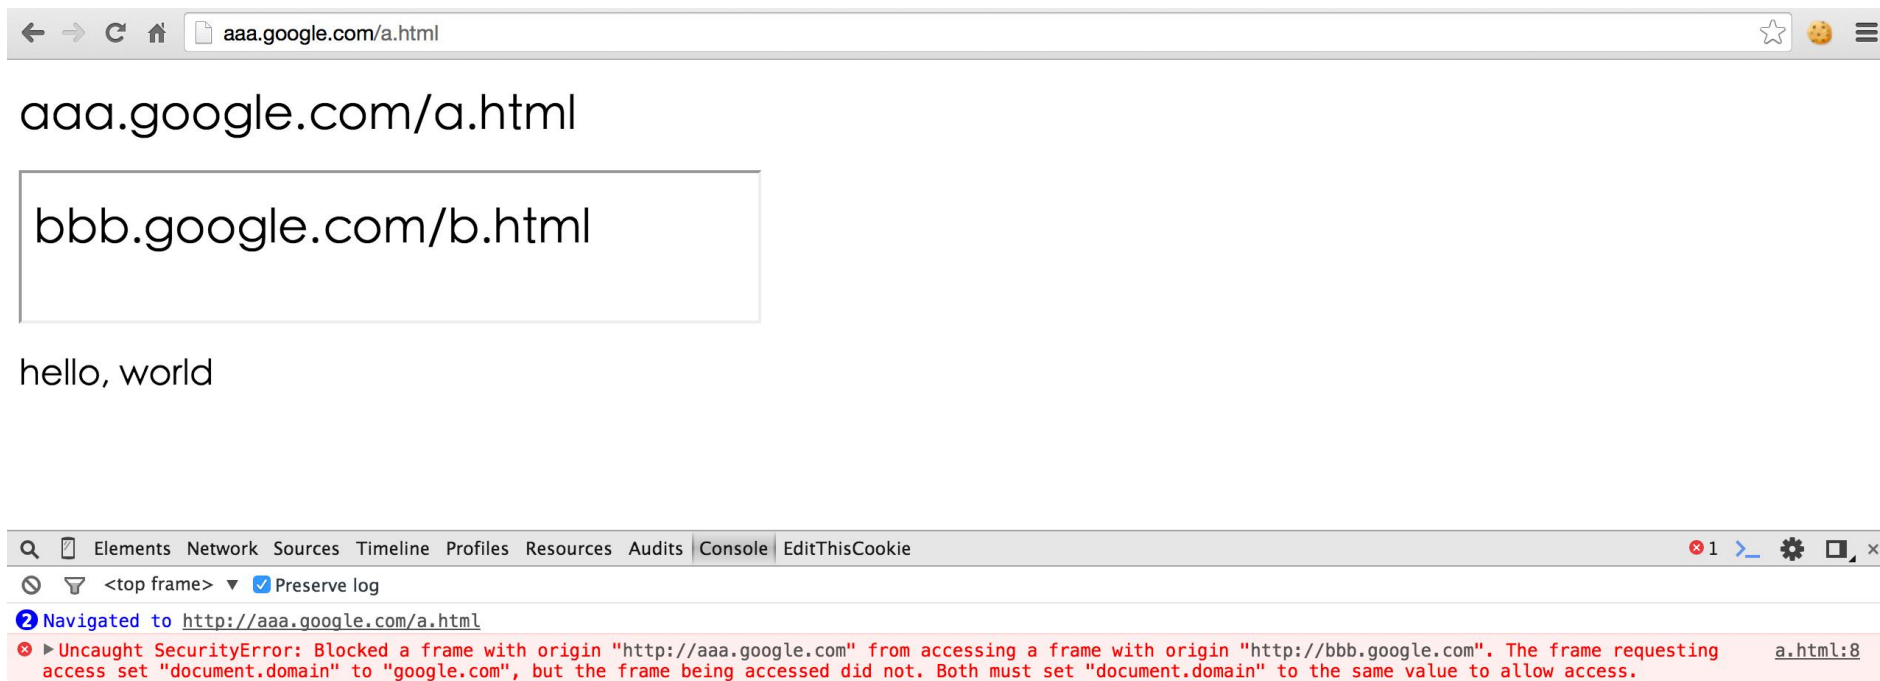 aaa.google.com/a.html
aaa.google.com/a.html
bbb.google.com/b.html
hello, world
Elements Network Sources Timeline Profiles Resources Audits Console EditThisCookie 1
<top frame> ▼ Preserve log
2 Navigated to http://aaa.google.com/a.html
Uncaught SecurityError: Blocked a frame with origin "http://aaa.google.com" from accessing a frame with origin "http://bbb.google.com". The frame requesting a.html:8
access set "document.domain" to "google.com", but the frame being accessed did not. Both must set "document.domain" to the same value to allow access.